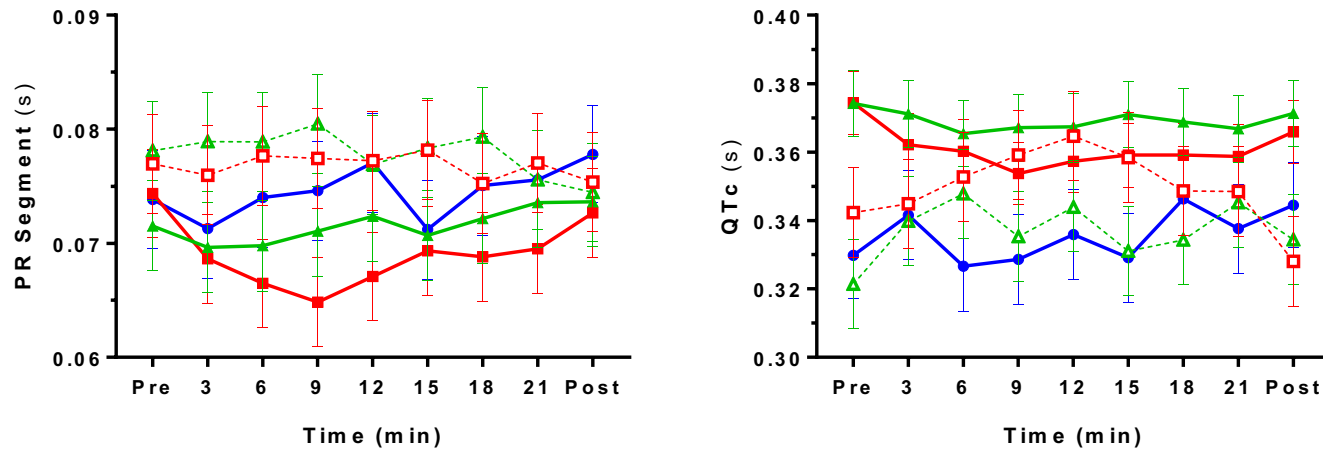 PR Segment (s)
0.09
0.08
0.07
0.06
Pre 3 6 9 12 15 18 21 Post
Time (min)
QTc (s)
0.40
0.38
0.36
0.34
0.32
0.30
Pre 3 6 9 12 15 18 21 Post
Time (min)